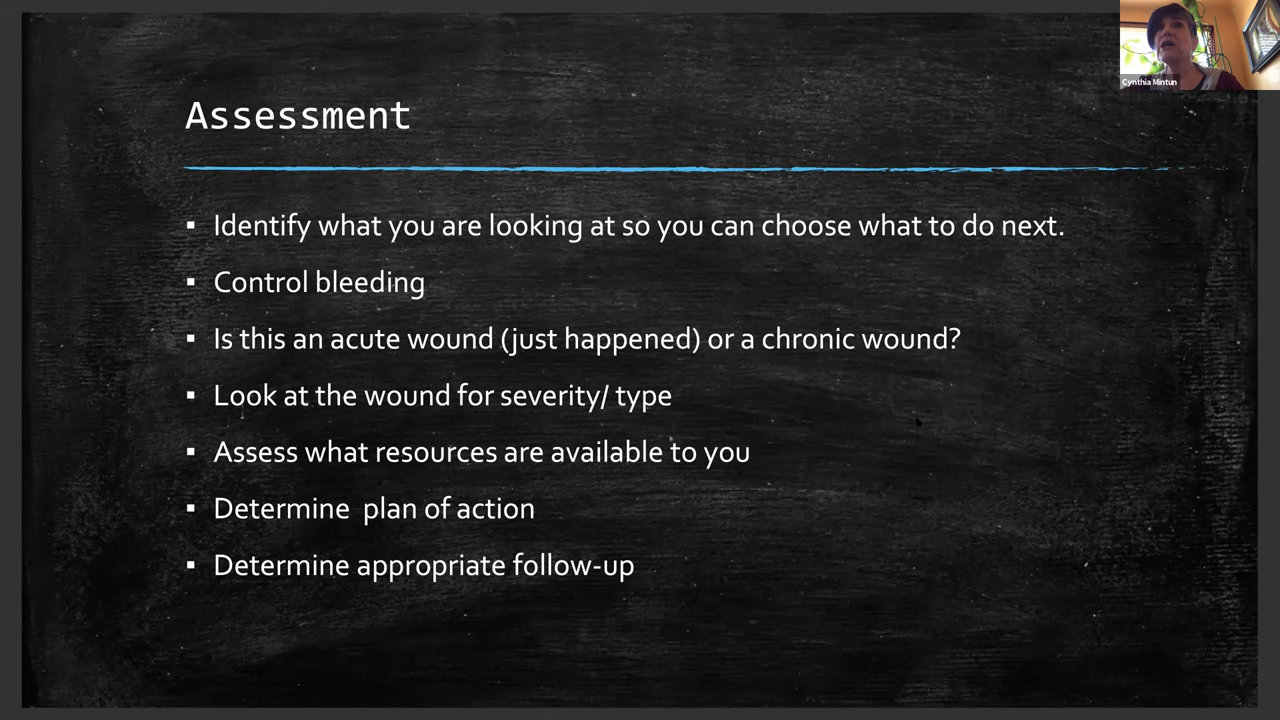 Cynthia Mintun
Assessment
▪ Identify what you are looking at so you can choose what to do next.
▪ Control bleeding
▪ Is this an acute wound (just happened) or a chronic wound?
▪ Look at the wound for severity/ type
▪ Assess what resources are available to you
▪ Determine  plan of action
▪ Determine appropriate follow-up